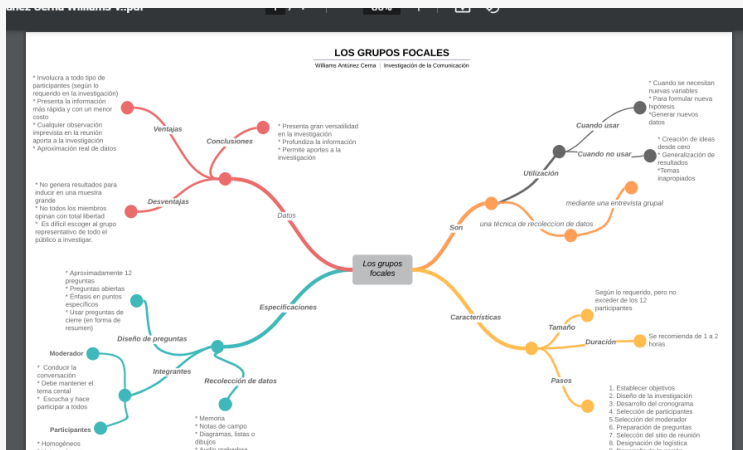 LOS GRUPOS FOCALES
Williams Antúnez Cerna | Investigación de la Comunicación
* Involucra a todo tipo de
participantes (según lo
requerido en la investigación)
* Presenta la información
más rápida y con un menor
costo
* Cualquier observación
imprevista en la reunión
aporta a la investigación
* Aproximación real de datos
Ventajas
Conclusiones
* Presenta gran versatilidad
en la investigación
* Profundiza la información
* Permite aportes a la
investigación
* No genera resultados para
inducir en una muestra
grande
* No todos los miembros
opinan con total libertad
* Es difícil escoger al grupo
representativo de todo el
público a investigar.
Desventajas
Datos
Los grupos
focales
* Cuando se necesitan
nuevas variables
* Para formular nueva
hipótesis
*Generar nuevos
datos
Cuando usar
Cuando no usar
* Creación de ideas
desde cero
* Generalización de
resultados
*Temas
inapropiados
Utilización
mediante una entrevista grupal
Son
una técnica de recoleccion de datos
Características
Según lo requerido, pero no
exceder de los 12
participantes
Tamaño
Duración
Se recomienda de 1 a 2
horas
Pasos
1. Establecer objetivos
2. Diseño de la investigación
3. Desarrollo del cronograma
4. Selección de participantes
5.Selección del moderador
6. Preparación de preguntas
7. Selección del sitio de reunión
8. Designación de logística
Especificaciones
* Aproximadamente 12
preguntas
* Preguntas abiertas
* Énfasis en puntos
específicos
* Usar preguntas de
cierre (en forma de
resumen)
Diseño de preguntas
Integrantes
Moderador
* Conducir la
conversación
* Debe mantener el
tema cental
* Escucha y hace
participar a todos
Participantes
* Homogéneos
Recolección de datos
* Memoria
* Notas de campo
* Diagramas, listas o
dibujos